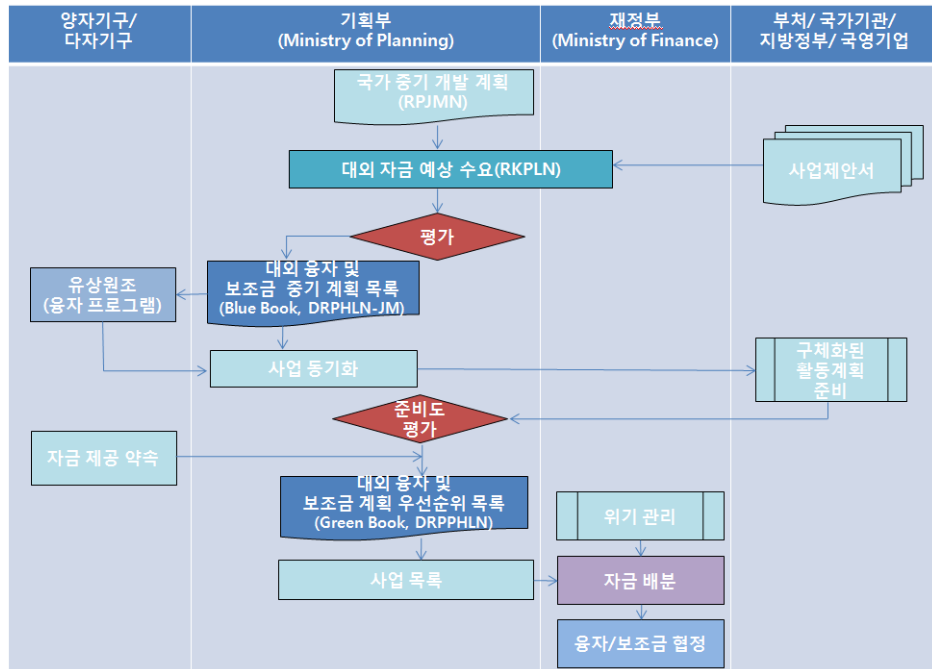 양자기구/
다자기구
기획부
(Ministry of Planning)
재정부
(Ministry of Finance)
부처/ 국가기관/
지방정부/ 국영기업
국가 중기 개발 계획
(RPJMN)
대외 자금 예상 수요(RKPLN)
사업제안서
평가
유상원조
(융자 프로그램)
대외 융자 및
보조금 중기 계획 목록
(Blue Book, DRPHLN-JM)
사업 동기화
구체화된
활동계획
준비
준비도
평가
자금 제공 약속
대외 융자 및
보조금 계획 우선순위 목록
(Green Book, DRPPHLN)
위기 관리
사업 목록
자금 배분
융자/보조금 협정